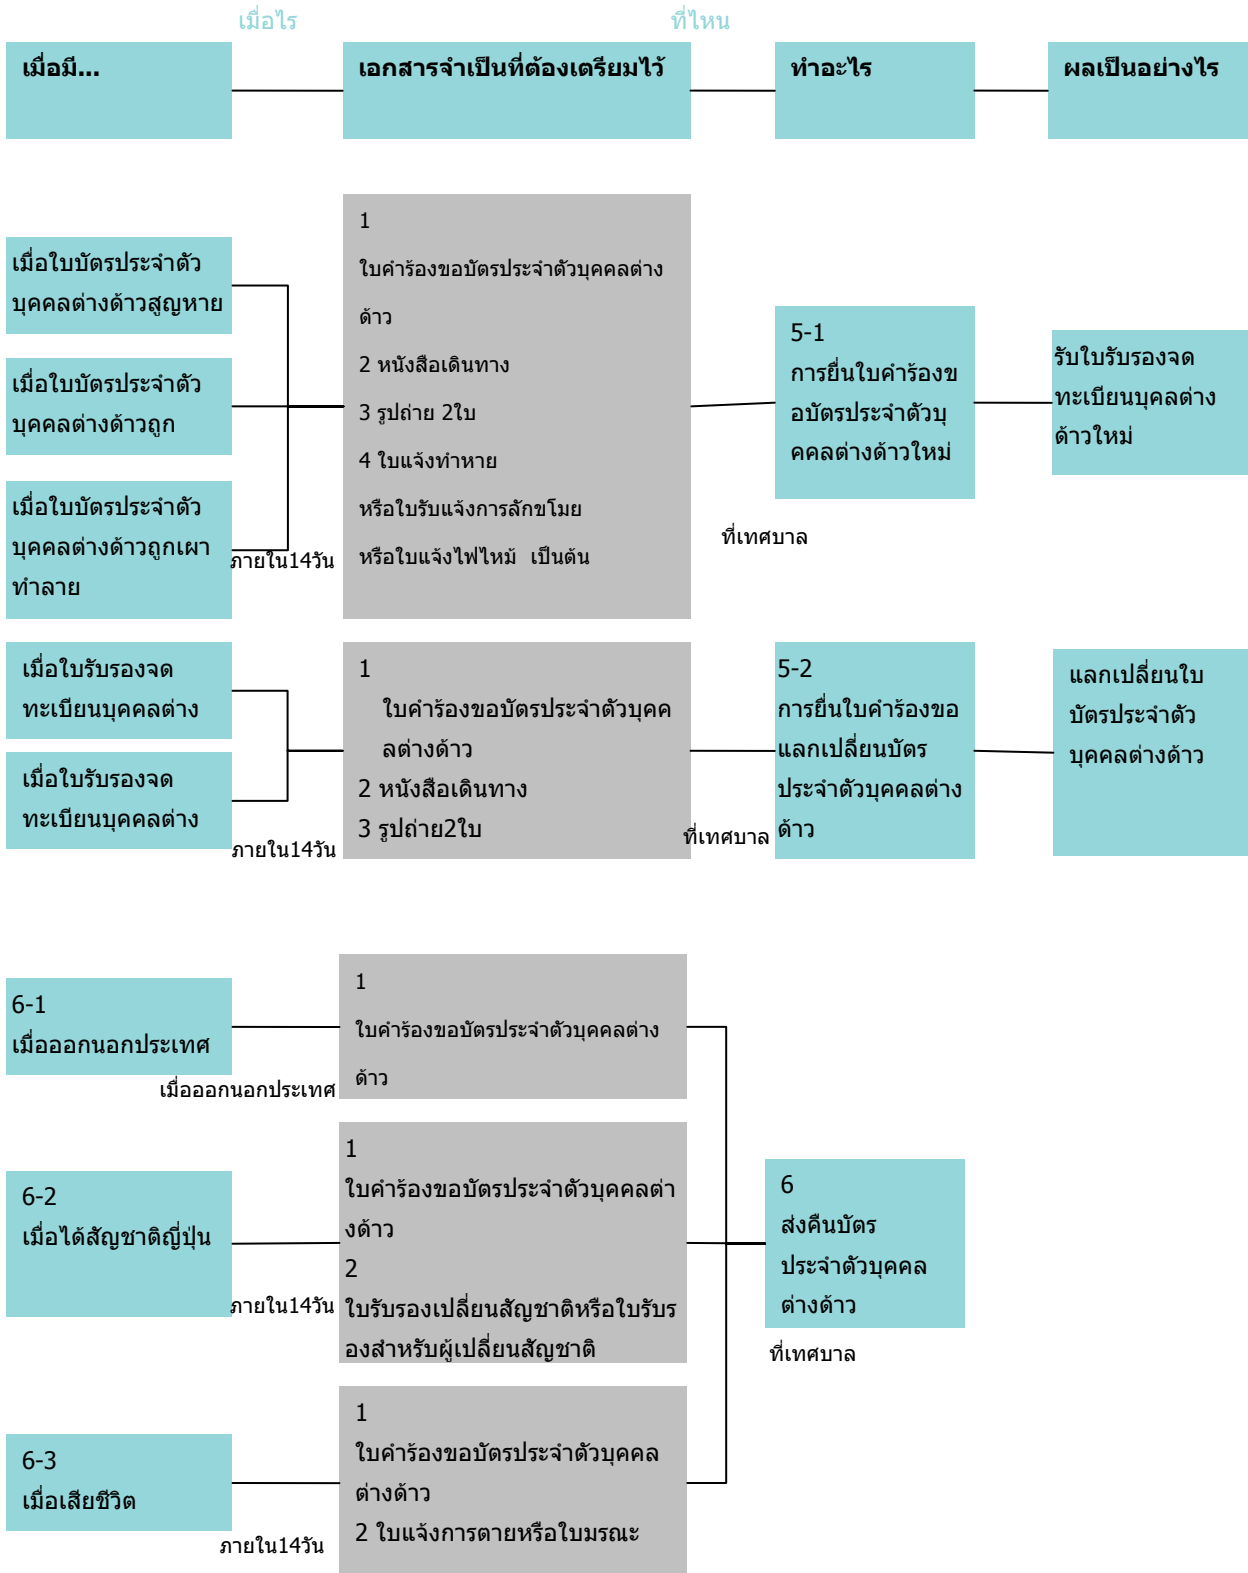 เมื่อไร
ที่ไหน
เมื่อมี...
เอกสารจำเป็นที่ต้องเตรียมไว้
ทำอะไร
ผลเป็นอย่างไร
เมื่อใบบัตรประจำตัว
บุคคลต่างด้าวสูญหาย
เมื่อใบบัตรประจำตัว
บุคคลต่างด้าวถูก
เมื่อใบบัตรประจำตัว
บุคคลต่างด้าวถูกเผา
ทำลาย
ภายใน14วัน
1
ใบคำร้องขอบัตรประจำตัวบุคคลต่าง
ด้าว
2 หนังสือเดินทาง
3 รูปถ่าย 2ใบ
4 ใบแจ้งทำหาย
หรือใบรับแจ้งการลักขโมย
หรือใบแจ้งไฟไหม้ เป็นต้น
5-1
การยื่นใบคำร้องข
อบัตรประจำตัวบุ
คคลต่างด้าวใหม่
ที่เทศบาล
รับใบรับรองจด
ทะเบียนบุคลต่าง
ด้าวใหม่
เมื่อใบรับรองจด
ทะเบียนบุคคลต่าง
เมื่อใบรับรองจด
ทะเบียนบุคคลต่าง
ภายใน14วัน
1
ใบคำร้องขอบัตรประจำตัวบุคค
ลต่างด้าว
2 หนังสือเดินทาง
3 รูปถ่าย2ใบ
ที่เทศบาล
5-2
การยื่นใบคำร้องขอ
แลกเปลี่ยนบัตร
ประจำตัวบุคคลต่าง
ด้าว
แลกเปลี่ยนใบ
บัตรประจำตัว
บุคคลต่างด้าว
6-1
เมื่อออกนอกประเทศ
เมื่อออกนอกประเทศ
1
ใบคำร้องขอบัตรประจำตัวบุคคลต่าง
ด้าว
6-2
เมื่อได้สัญชาติญี่ปุ่น
ภายใน14วัน
1
ใบคำร้องขอบัตรประจำตัวบุคคลต่า
งด้าว
2
ใบรับรองเปลี่ยนสัญชาติหรือใบรับร
องสำหรับผู้เปลี่ยนสัญชาติ
6
ส่งคืนบัตร
ประจำตัวบุคคล
ต่างด้าว
ที่เทศบาล
6-3
เมื่อเสียชีวิต
ภายใน14วัน
1
ใบคำร้องขอบัตรประจำตัวบุคคล
ต่างด้าว
2 ใบแจ้งการตายหรือใบมรณะ